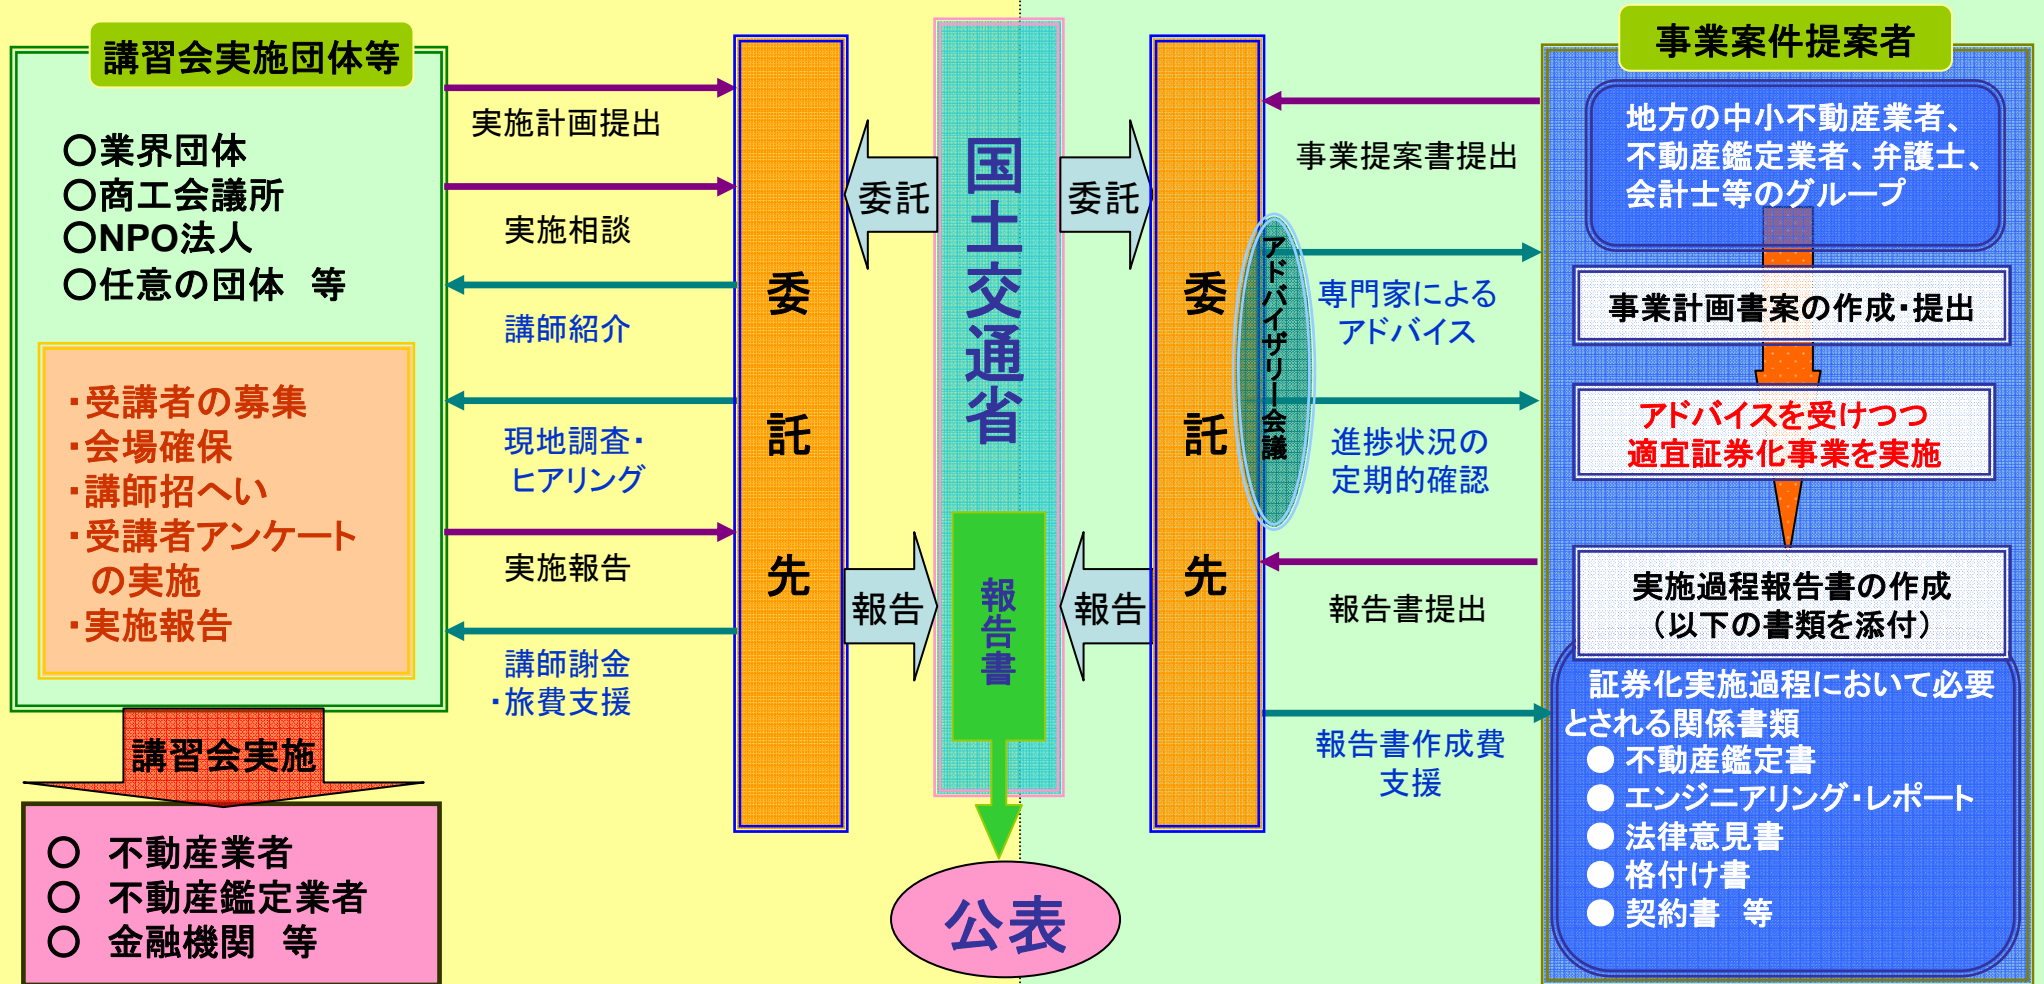 講習会実施団体等
〇業界団体
〇商工会議所
〇NPO法人
〇任意の団体　等
・受講者の募集
・会場確保
・講師招へい
・受講者アンケート
の実施
・実施報告
講習会実施
〇　不動産業者
〇　不動産鑑定業者
〇　金融機関　等
実施計画提出
実施相談
講師紹介
現地調査・
ヒアリング
実施報告
講師謝金
・旅費支援
委託先
委託
報告
国土交通省
報告書
公表
委託
報告
委託先
アドバイザリー会議
事業提案書提出
専門家による
アドバイス
進捗状況の
定期的確認
報告書提出
報告書作成費
支援
事業案件提案者
地方の中小不動産業者、
不動産鑑定業者、弁護士、
会計士等のグループ
事業計画書案の作成・提出
アドバイスを受けつつ
適宜証券化事業を実施
実施過程報告書の作成
（以下の書類を添付）
証券化実施過程において必要
とされる関係書類
● 不動産鑑定書
● エンジニアリング・レポート
● 法律意見書
● 格付け書
● 契約書　等